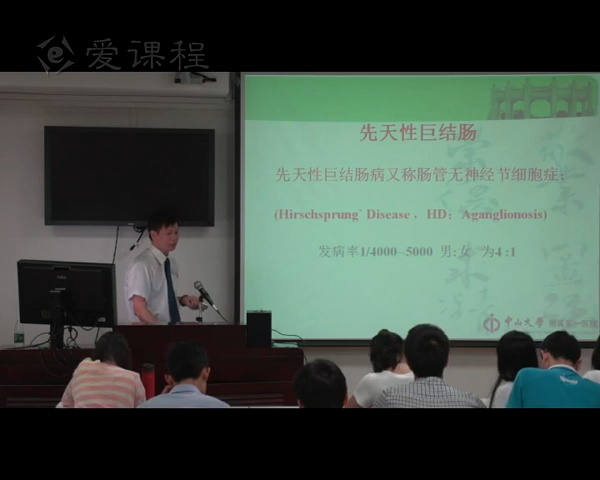 爱课程
先天性巨结肠
先天性巨结肠病又称肠管无神经节细胞症;
(Hirschsprung` Disease , HD; Aganglionosis)
发病率1/4000–5000 男:女 为4:1
中山大学